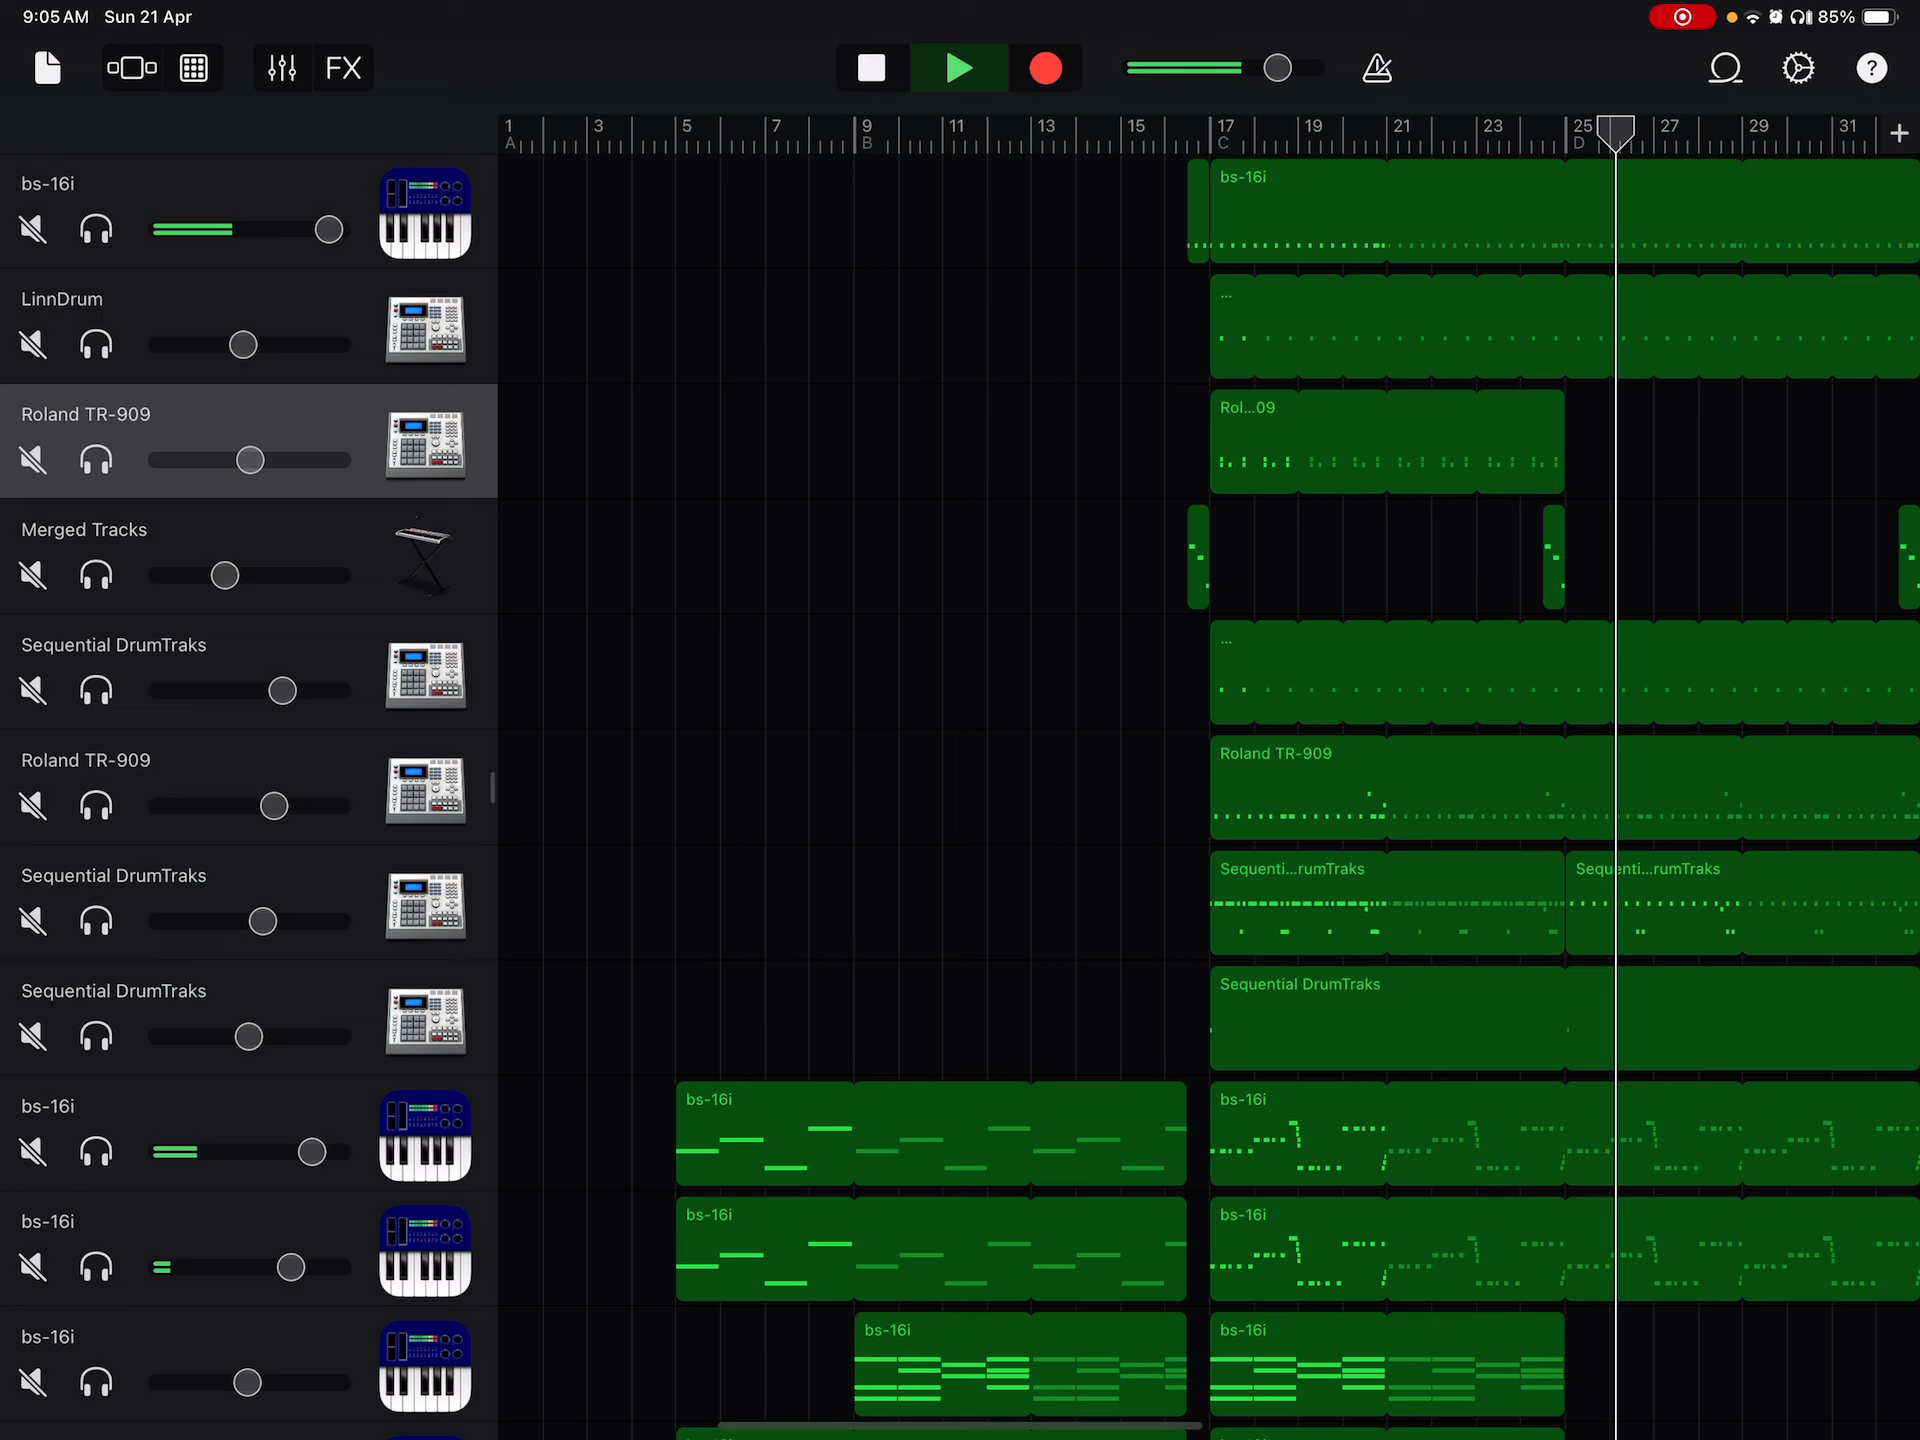 9:05 AM Sun 21 Apr
85%
FX
?
1 3 5 7 9 11 13 15 17 19 21 23 25 27 29 31 +
A B C D
bs-16i
bs-16i
LinnDrum
...
Roland TR-909
Rol...09
Merged Tracks
Sequential DrumTraks
...
Roland TR-909
Roland TR-909
Sequential DrumTraks
Sequenti...rumTraks
Sequenti...rumTraks
Sequential DrumTraks
Sequential DrumTraks
bs-16i
bs-16i
bs-16i
bs-16i
bs-16i
bs-16i
bs-16i
bs-16i
bs-16i